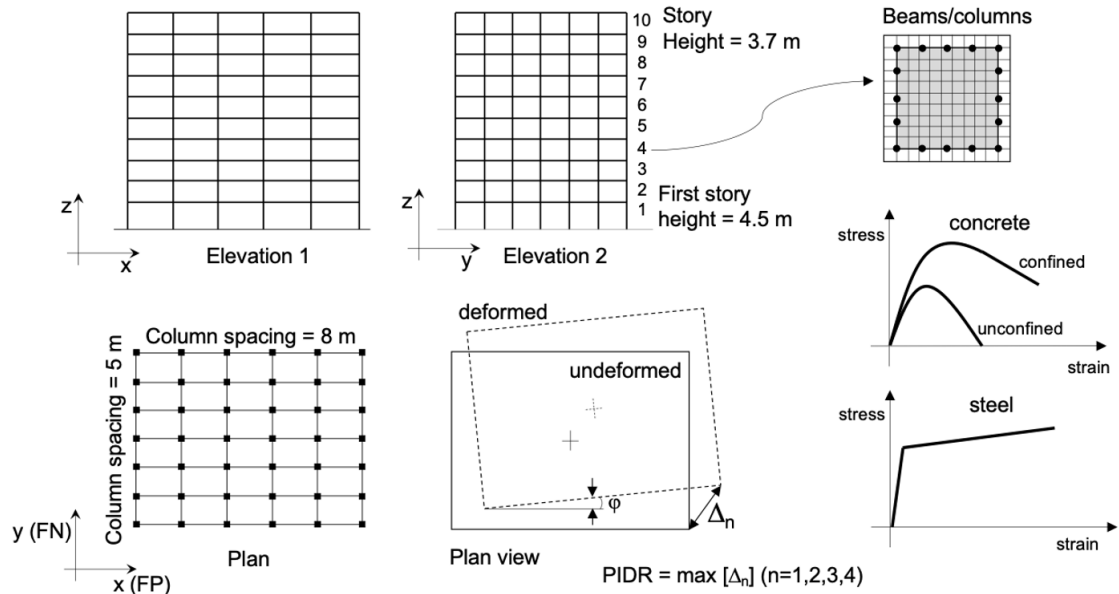 10
9
8
7
6
5
4
3
2
1
Story
Height = 3.7 m
First story
height = 4.5 m
z
x
Elevation 1
z
y
Elevation 2
Beams/columns
stress
concrete
confined
unconfined
strain
Column spacing = 8 m
Column spacing = 5 m
y (FN)
x (FP)
Plan
deformed
undeformed
φ
Δn
Plan view
PIDR = max [Δn] (n=1,2,3,4)
stress
steel
strain